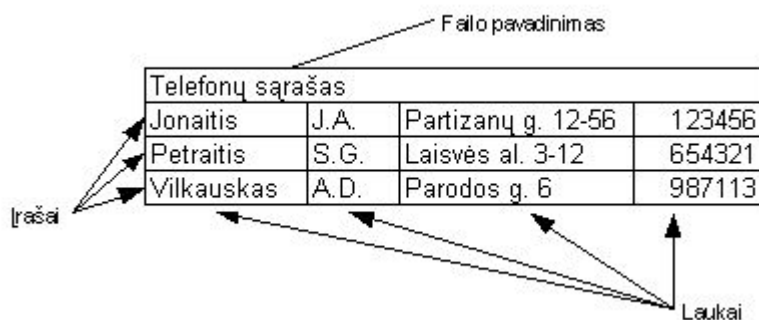 Failo pavadinimas
Telefonų sąrašas
Jonaitis J.A. Partizanų g. 12-56 123456
Petraitis S.G. Laisvės al. 3-12 654321
Vilkauskas A.D. Parodos g. 6 987113
Įrašai
Laukai